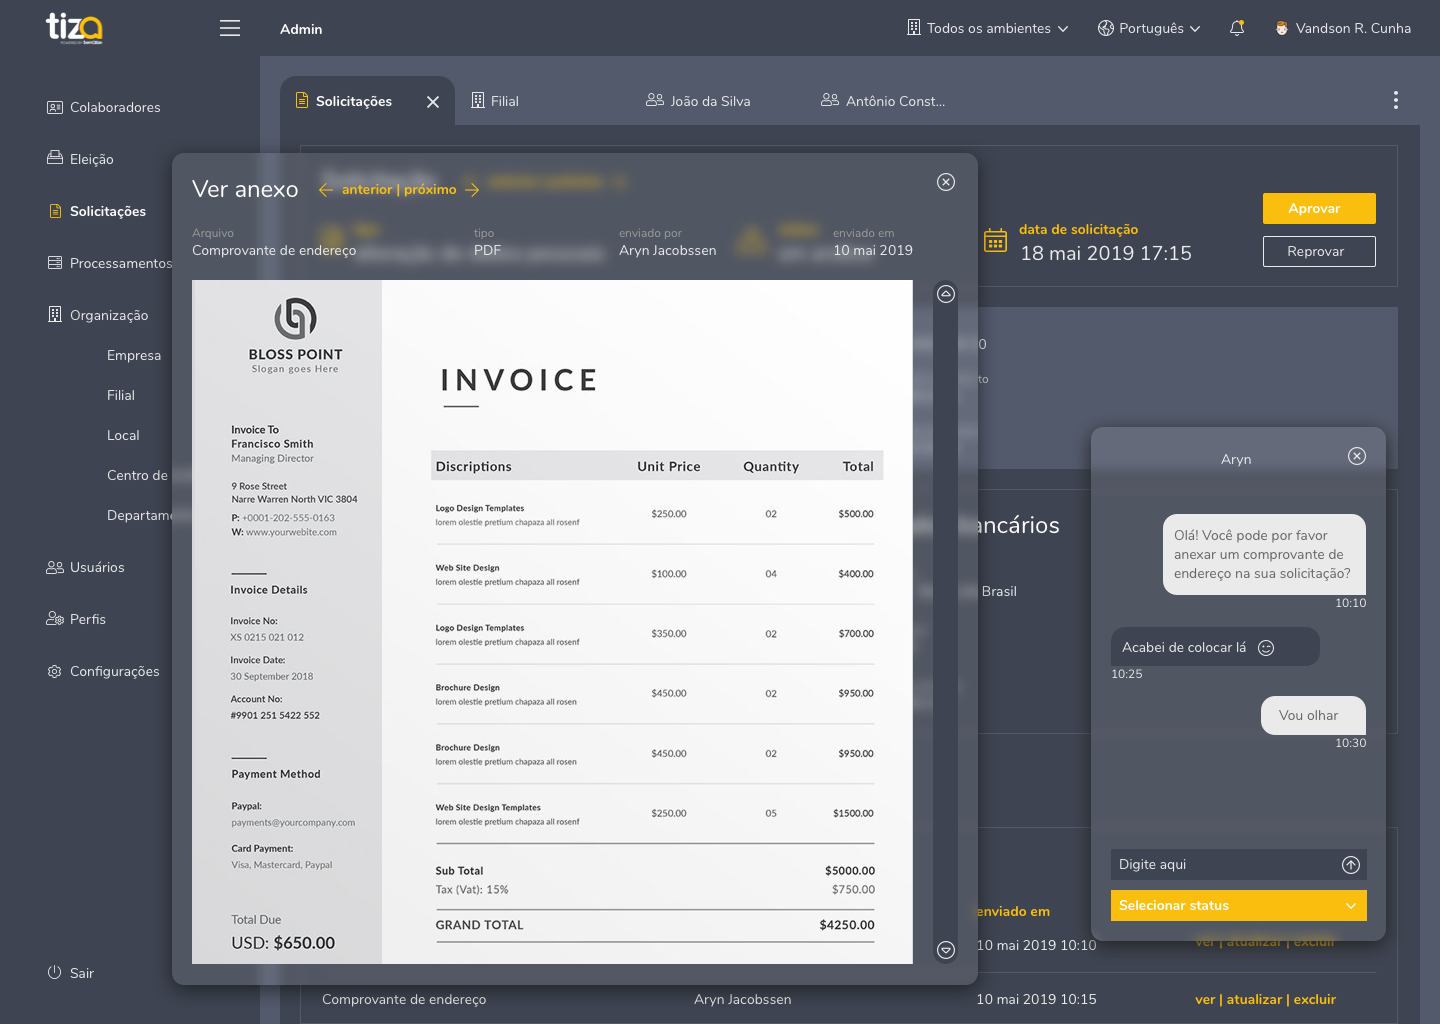 tiza
Admin
Todos os ambientes
Português
Vandson R. Cunha
Colaboradores
Eleição
Solicitações
Processamentos
Organização
Empresa
Filial
Local
Centro de
Usuários
Perfis
Configurações
Sair
Solicitações
Filial
João da Silva
Antônio Const...
data de solicitação
18 mai 2019 17:15
Aprovar
Reprovar
Ver anexo
anterior | próximo
Arquivo
Comprovante de endereço
tipo
PDF
enviado por
Aryn Jacobssen
enviado em
10 mai 2019
BLOSS POINT
Slogan goes Here
Invoice To
Francisco Smith
Managing Director
9 Rose Street
Narre Warren North VIC 3804
P: +0001-202-555-0163
W: www.yourwebite.com
Invoice Details
Invoice No:
XS 0215 021 012
Invoice Date:
30 September 2018
Account No:
#9901 251 5422 552
Payment Method
Paypal:
payments@yourcompany.com
Card Payment:
Visa, Mastercard, Paypal
Total Due
USD: $650.00
INVOICE
Discriptions Unit Price Quantity Total
Logo Design Templates
lorem olestie pretium chapaza all rosenf
$250.00 02 $500.00
Web Site Design
lorem olestie pretium chapaza all rosenf
$100.00 04 $400.00
Logo Design Templates
lorem olestie pretium chapaza all rosenf
$350.00 02 $700.00
Brochure Design
lorem olestie pretium chapaza all rosen
$450.00 02 $950.00
Brochure Design
lorem olestie pretium chapaza all rosen
$450.00 02 $950.00
Web Site Design Templates
lorem olestie pretium chapaza all rosenf
$250.00 05 $1500.00
Sub Total $5000.00
Tax (Vat): 15% $750.00
GRAND TOTAL $4250.00
Brasil
Aryn
Olá! Você pode por favor
anexar um comprovante de
endereço na sua solicitação?
10:10
Acabei de colocar lá
10:25
Vou olhar
10:30
Digite aqui
Selecionar status
enviado em
10 mai 2019 10:10
ver | atualizar | excluir
Comprovante de endereço Aryn Jacobssen 10 mai 2019 10:15 ver | atualizar | excluir